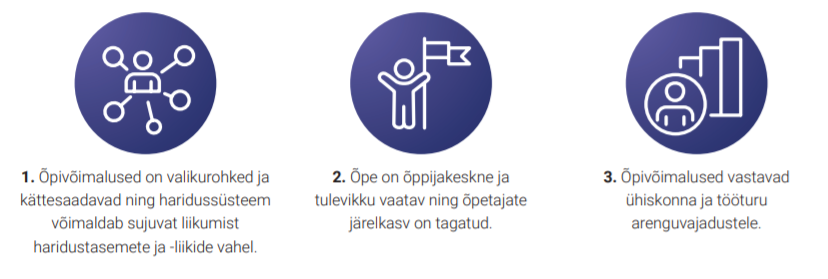 1. Õpivõimalused on valikurohked ja
kättesaadavad ning haridussüsteem
võimaldab sujuvat liikumist
haridustasemete ja -liikide vahel.
2. Õpe on õppijakeskne ja
tulevikku vaatav ning õpetajate
järelkasv on tagatud.
3. Õpivõimalused vastavad
ühiskonna ja tööturu
arenguvajadustele.